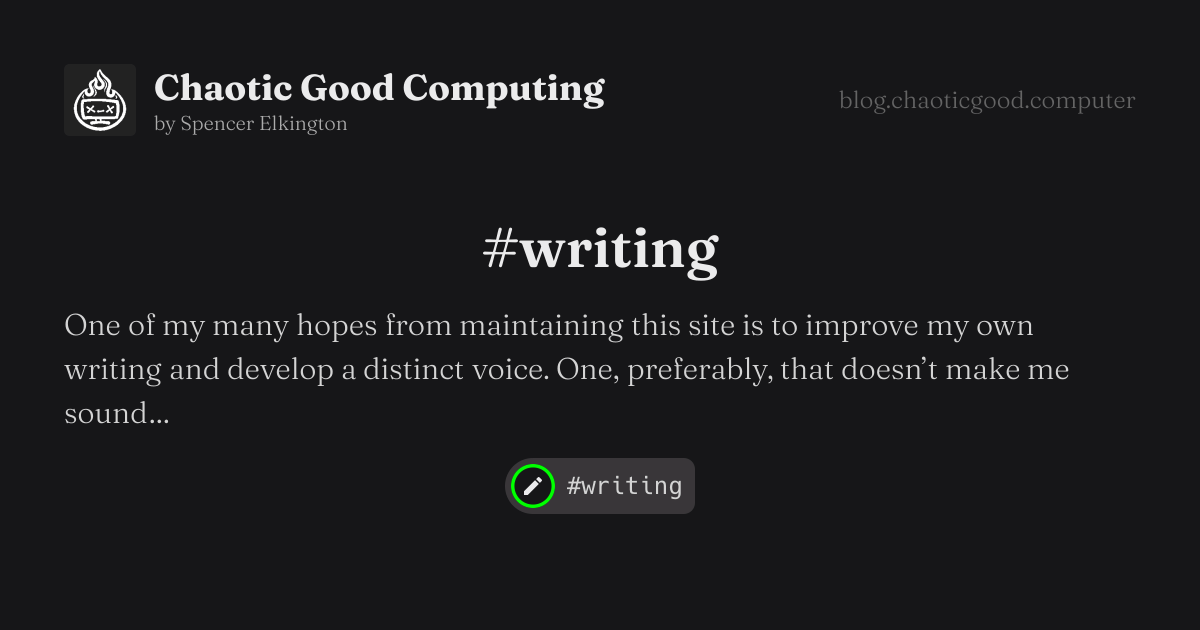 Chaotic Good Computing
by Spencer Elkington
blog.chaoticgood.computer
#writing
One of my many hopes from maintaining this site is to improve my own
writing and develop a distinct voice. One, preferably, that doesn’t make me
sound...
#writing